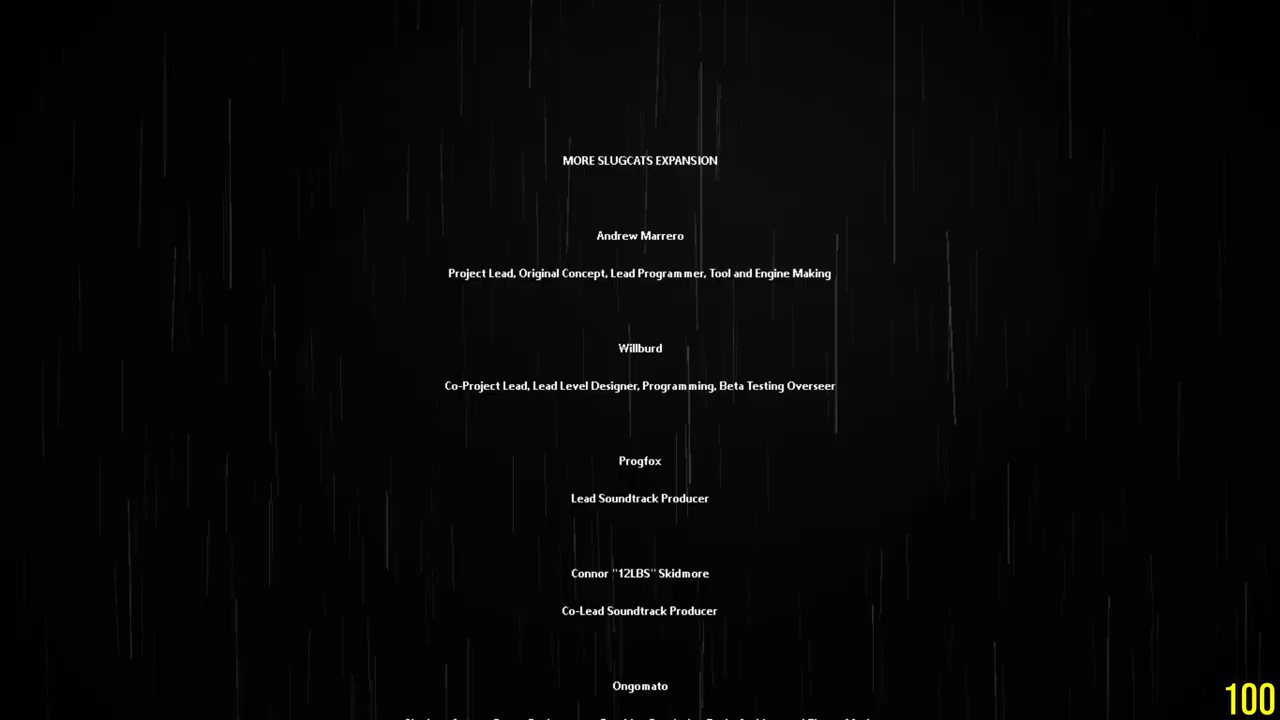 MORE SLUGCATS EXPANSION
Andrew Marrero
Project Lead, Original Concept, Lead Programmer, Tool and Engine Making
Willburd
Co-Project Lead, Lead Level Designer, Programming, Beta Testing Overseer
Progfox
Lead Soundtrack Producer
Connor "12LBS" Skidmore
Co-Lead Soundtrack Producer
Ongomato
100